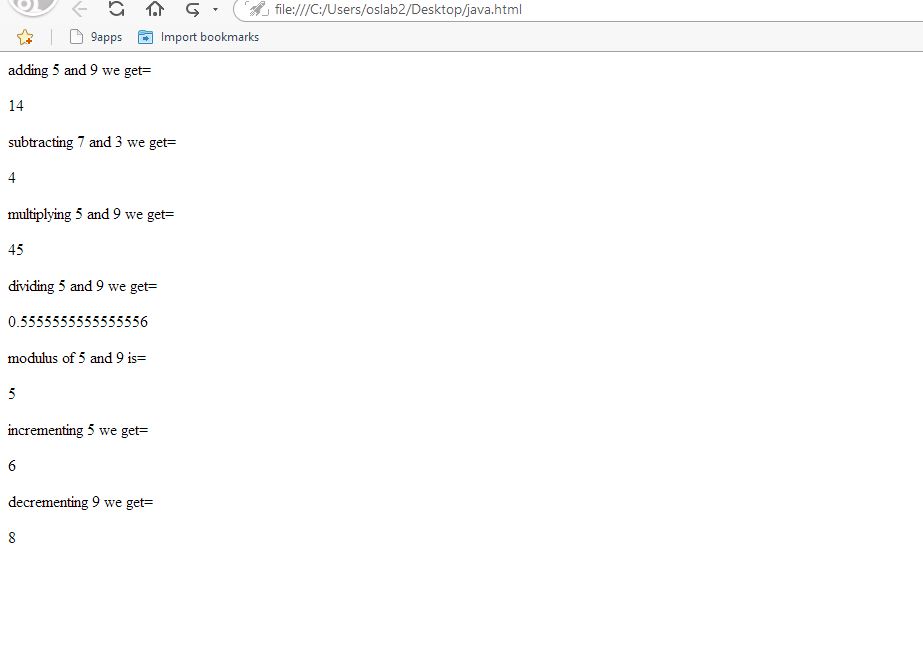 file:///C:/Users/oslab2/Desktop/java.html
9apps Import bookmarks
adding 5 and 9 we get=
14
subtracting 7 and 3 we get=
4
multiplying 5 and 9 we get=
45
dividing 5 and 9 we get=
0.5555555555555556
modulus of 5 and 9 is=
5
incrementing 5 we get=
6
decrementing 9 we get=
8